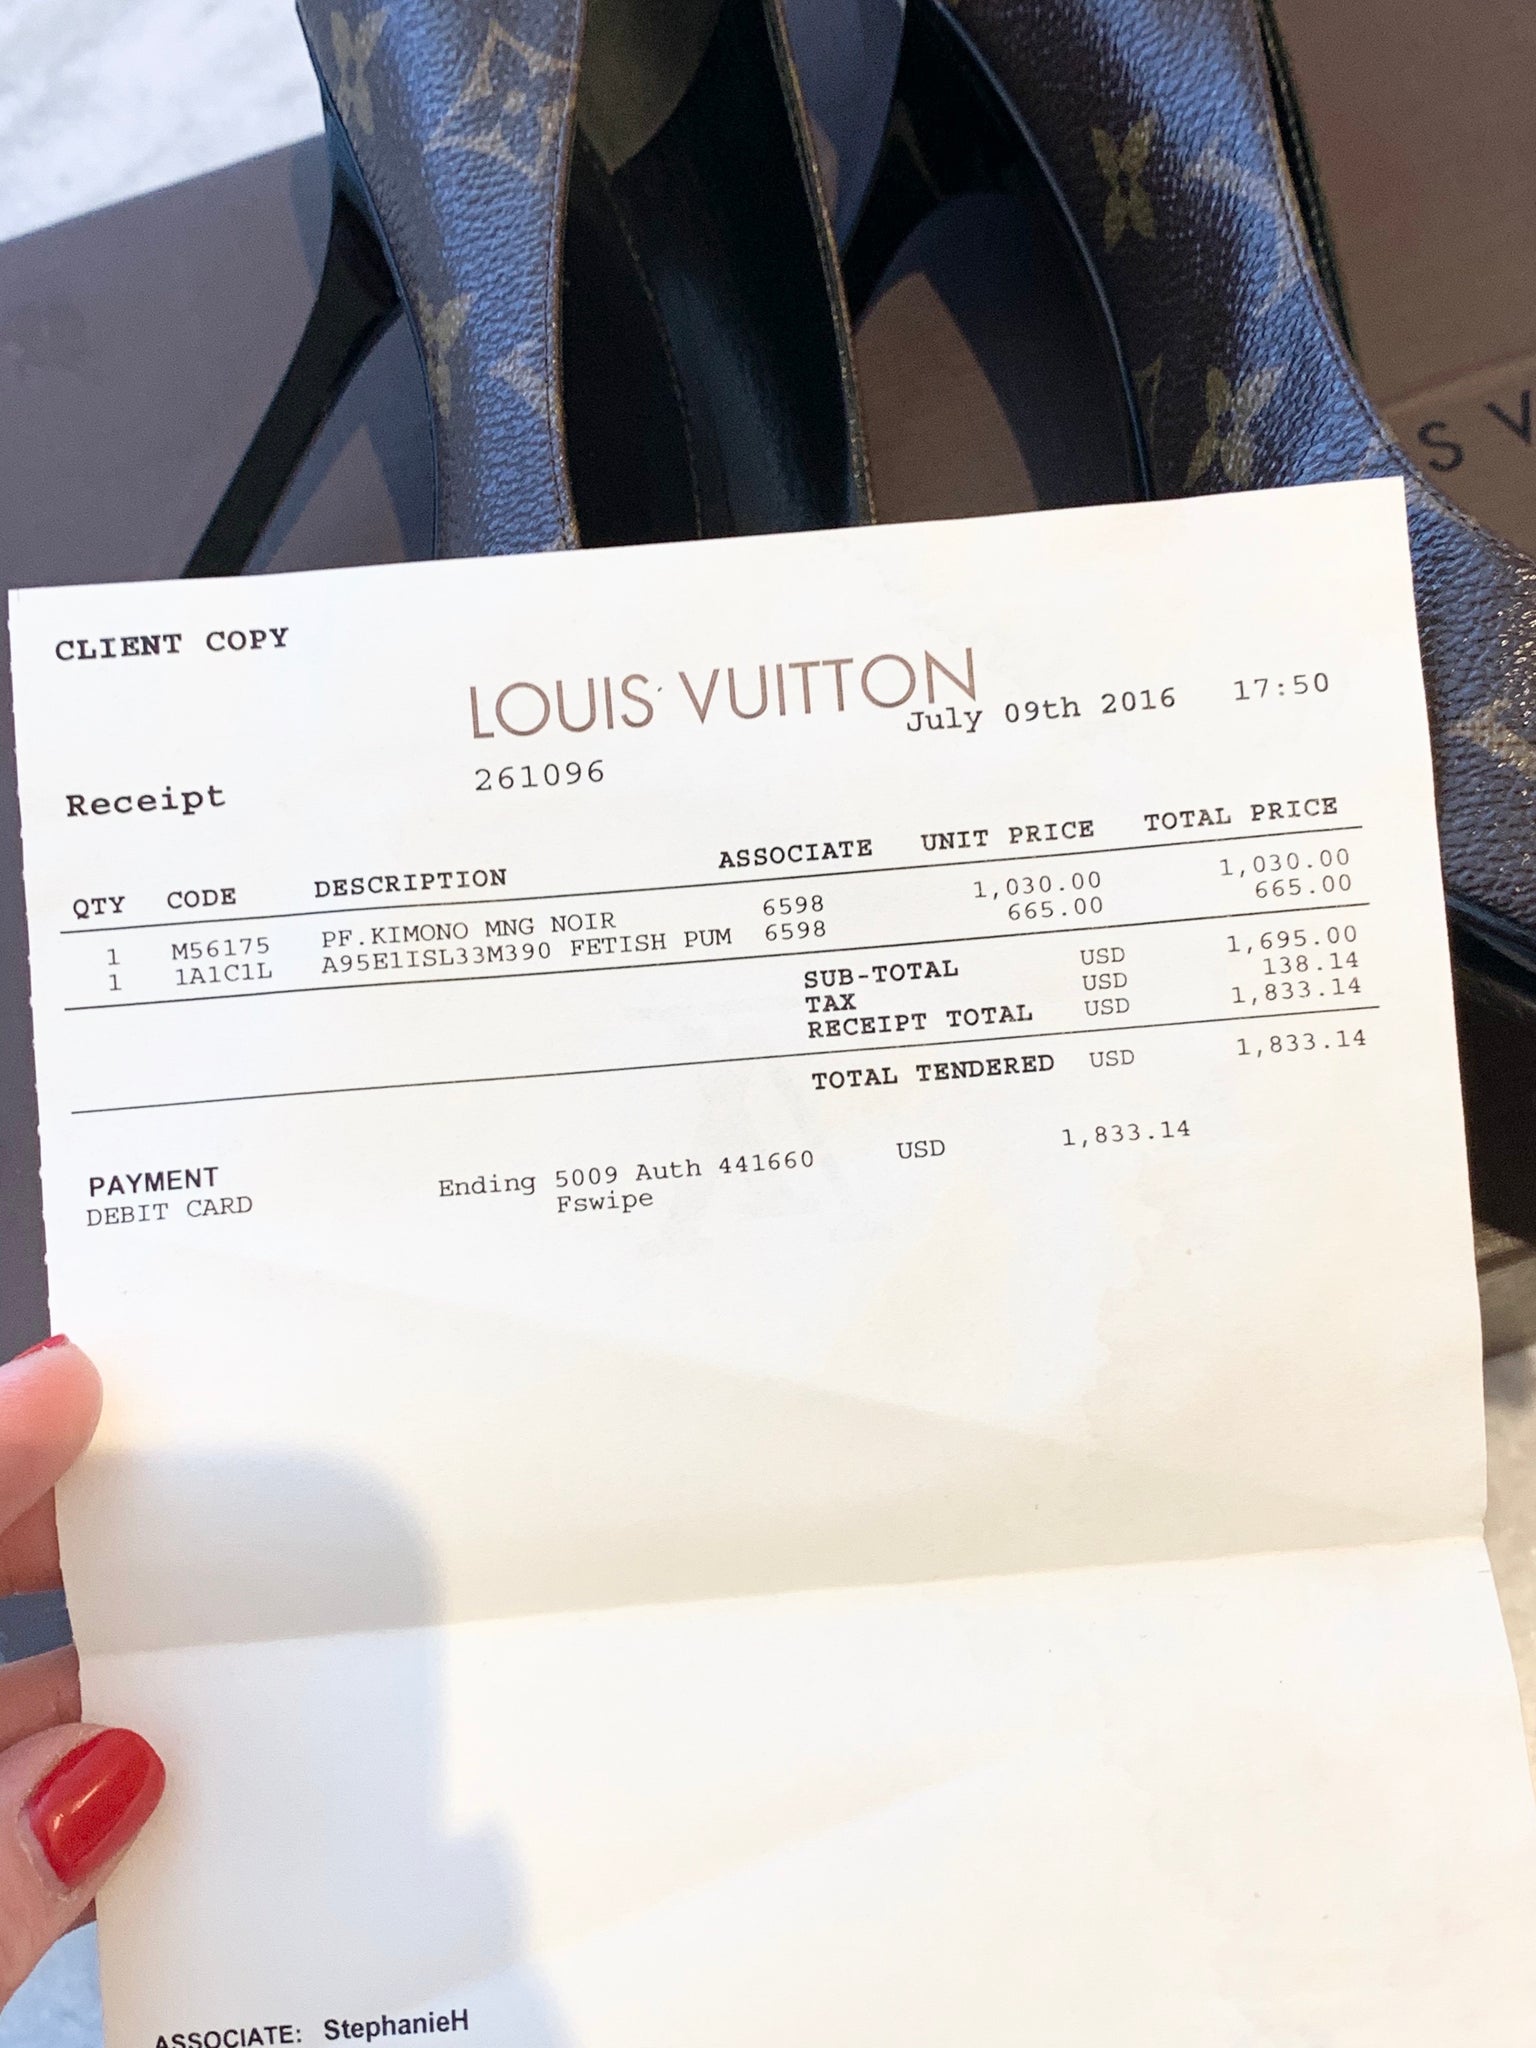 S V
CLIENT COPY
LOUIS VUITTON
July 09th 2016 17:50
261096
Receipt
QTY CODE DESCRIPTION ASSOCIATE UNIT PRICE TOTAL PRICE
1 M56175 PF.KIMONO MNG NOIR 6598 1,030.00 1,030.00
1 1A1C1L A95E1ISL33M390 FETISH PUM 6598 665.00 665.00
SUB-TOTAL USD 1,695.00
TAX USD 138.14
RECEIPT TOTAL USD 1,833.14
TOTAL TENDERED USD 1,833.14
PAYMENT
DEBIT CARD Ending 5009 Auth 441660 USD 1,833.14
Fswipe
ASSOCIATE: StephanieH